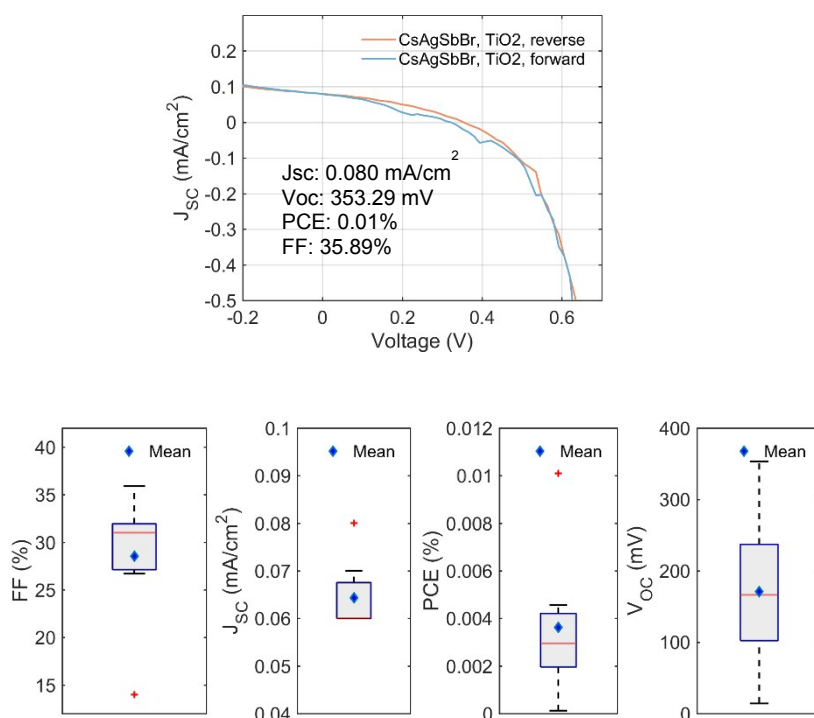 CsAgSbBr, TiO2, reverse
CsAgSbBr, TiO2, forward
0.2
0.1
0
-0.1
-0.2
-0.3
-0.4
-0.5
J_SC (mA/cm²)
Jsc: 0.080 mA/cm²
Voc: 353.29 mV
PCE: 0.01%
FF: 35.89%
-0.2 0 0.2 0.4 0.6
Voltage (V)
Mean
40
35
30
25
20
15
FF (%)
Mean
0.1
0.09
0.08
0.07
0.06
0.05
0.04
J_SC (mA/cm²)
Mean
0.012
0.01
0.008
0.006
0.004
0.002
0
PCE (%)
Mean
400
300
200
100
0
V_OC (mV)